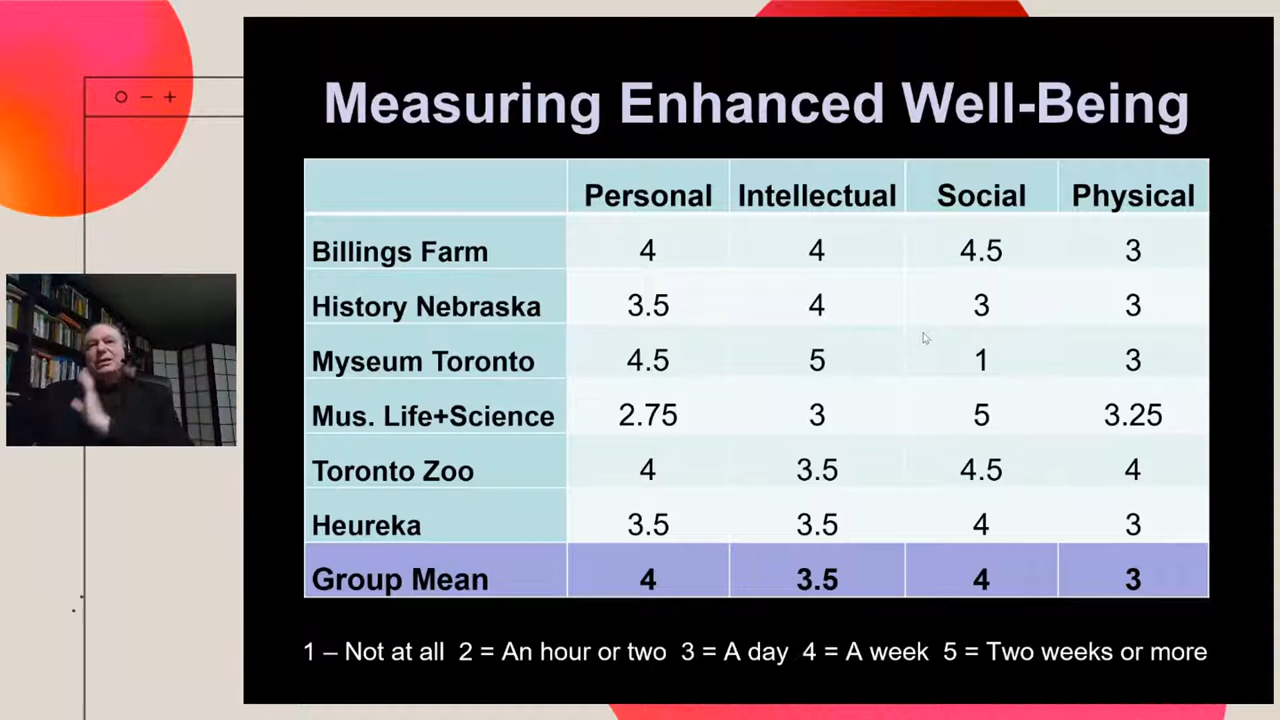 Measuring Enhanced Well-Being
Personal Intellectual Social Physical
Billings Farm 4 4 4.5 3
History Nebraska 3.5 4 3 3
Myseum Toronto 4.5 5 1 3
Mus. Life+Science 2.75 3 5 3.25
Toronto Zoo 4 3.5 4.5 4
Heureka 3.5 3.5 4 3
Group Mean 4 3.5 4 3
1 – Not at all 2 = An hour or two 3 = A day 4 = A week 5 = Two weeks or more